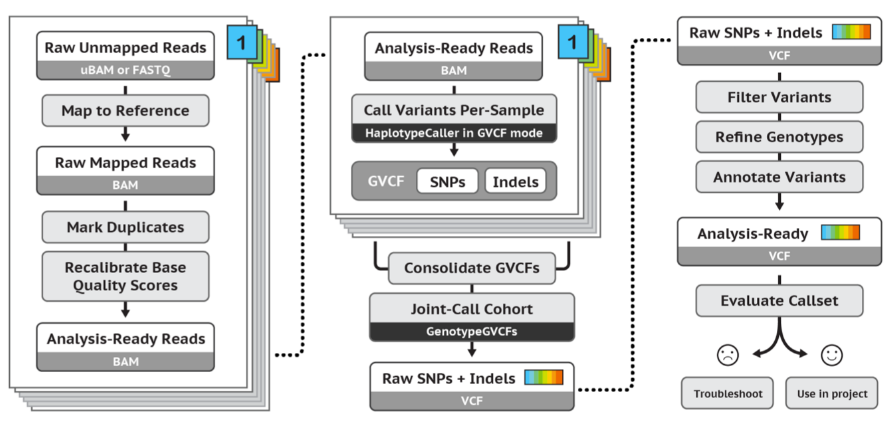 1
Raw Unmapped Reads
uBAM or FASTQ
Map to Reference
Raw Mapped Reads
BAM
Mark Duplicates
Recalibrate Base
Quality Scores
Analysis-Ready Reads
BAM
1
Analysis-Ready Reads
BAM
Call Variants Per-Sample
HaplotypeCaller in GVCF mode
GVCF SNPs Indels
Consolidate GVCFs
Joint-Call Cohort
GenotypeGVCFs
Raw SNPs + Indels
VCF
Raw SNPs + Indels
VCF
Filter Variants
Refine Genotypes
Annotate Variants
Analysis-Ready
VCF
Evaluate Callset
Troubleshoot
Use in project